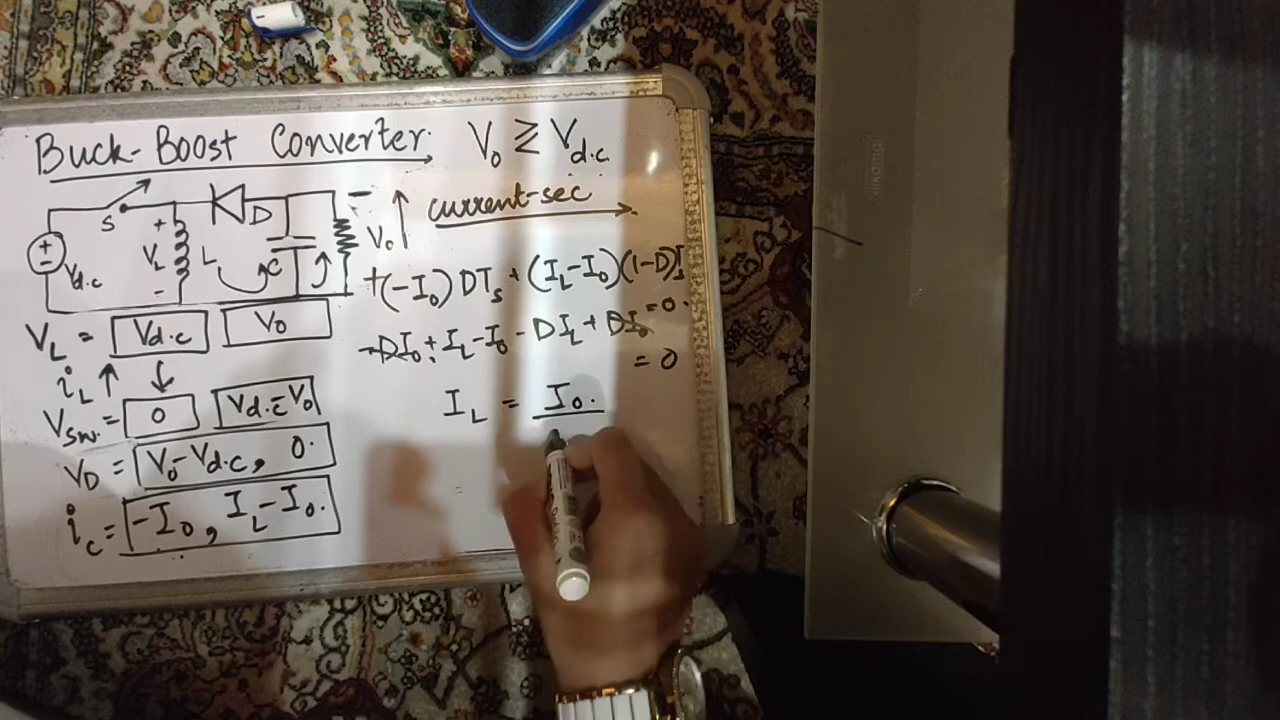 Buck-Boost Converter. V₀ ≷ Vd.c.
S D + VL - L C + - Vd.c V₀ -
current-sec
+(-I₀) DTs + (IL-I₀)(1-D)Ts = 0.
-DI₀ + IL - I₀ - DIL + DI₀ = 0
IL = I₀.
VL = Vd.c V₀
iL ↑ ↓
Vsw. = 0 Vd.c-V₀
VD = V₀-Vd.c, 0.
ic = -I₀, IL-I₀.